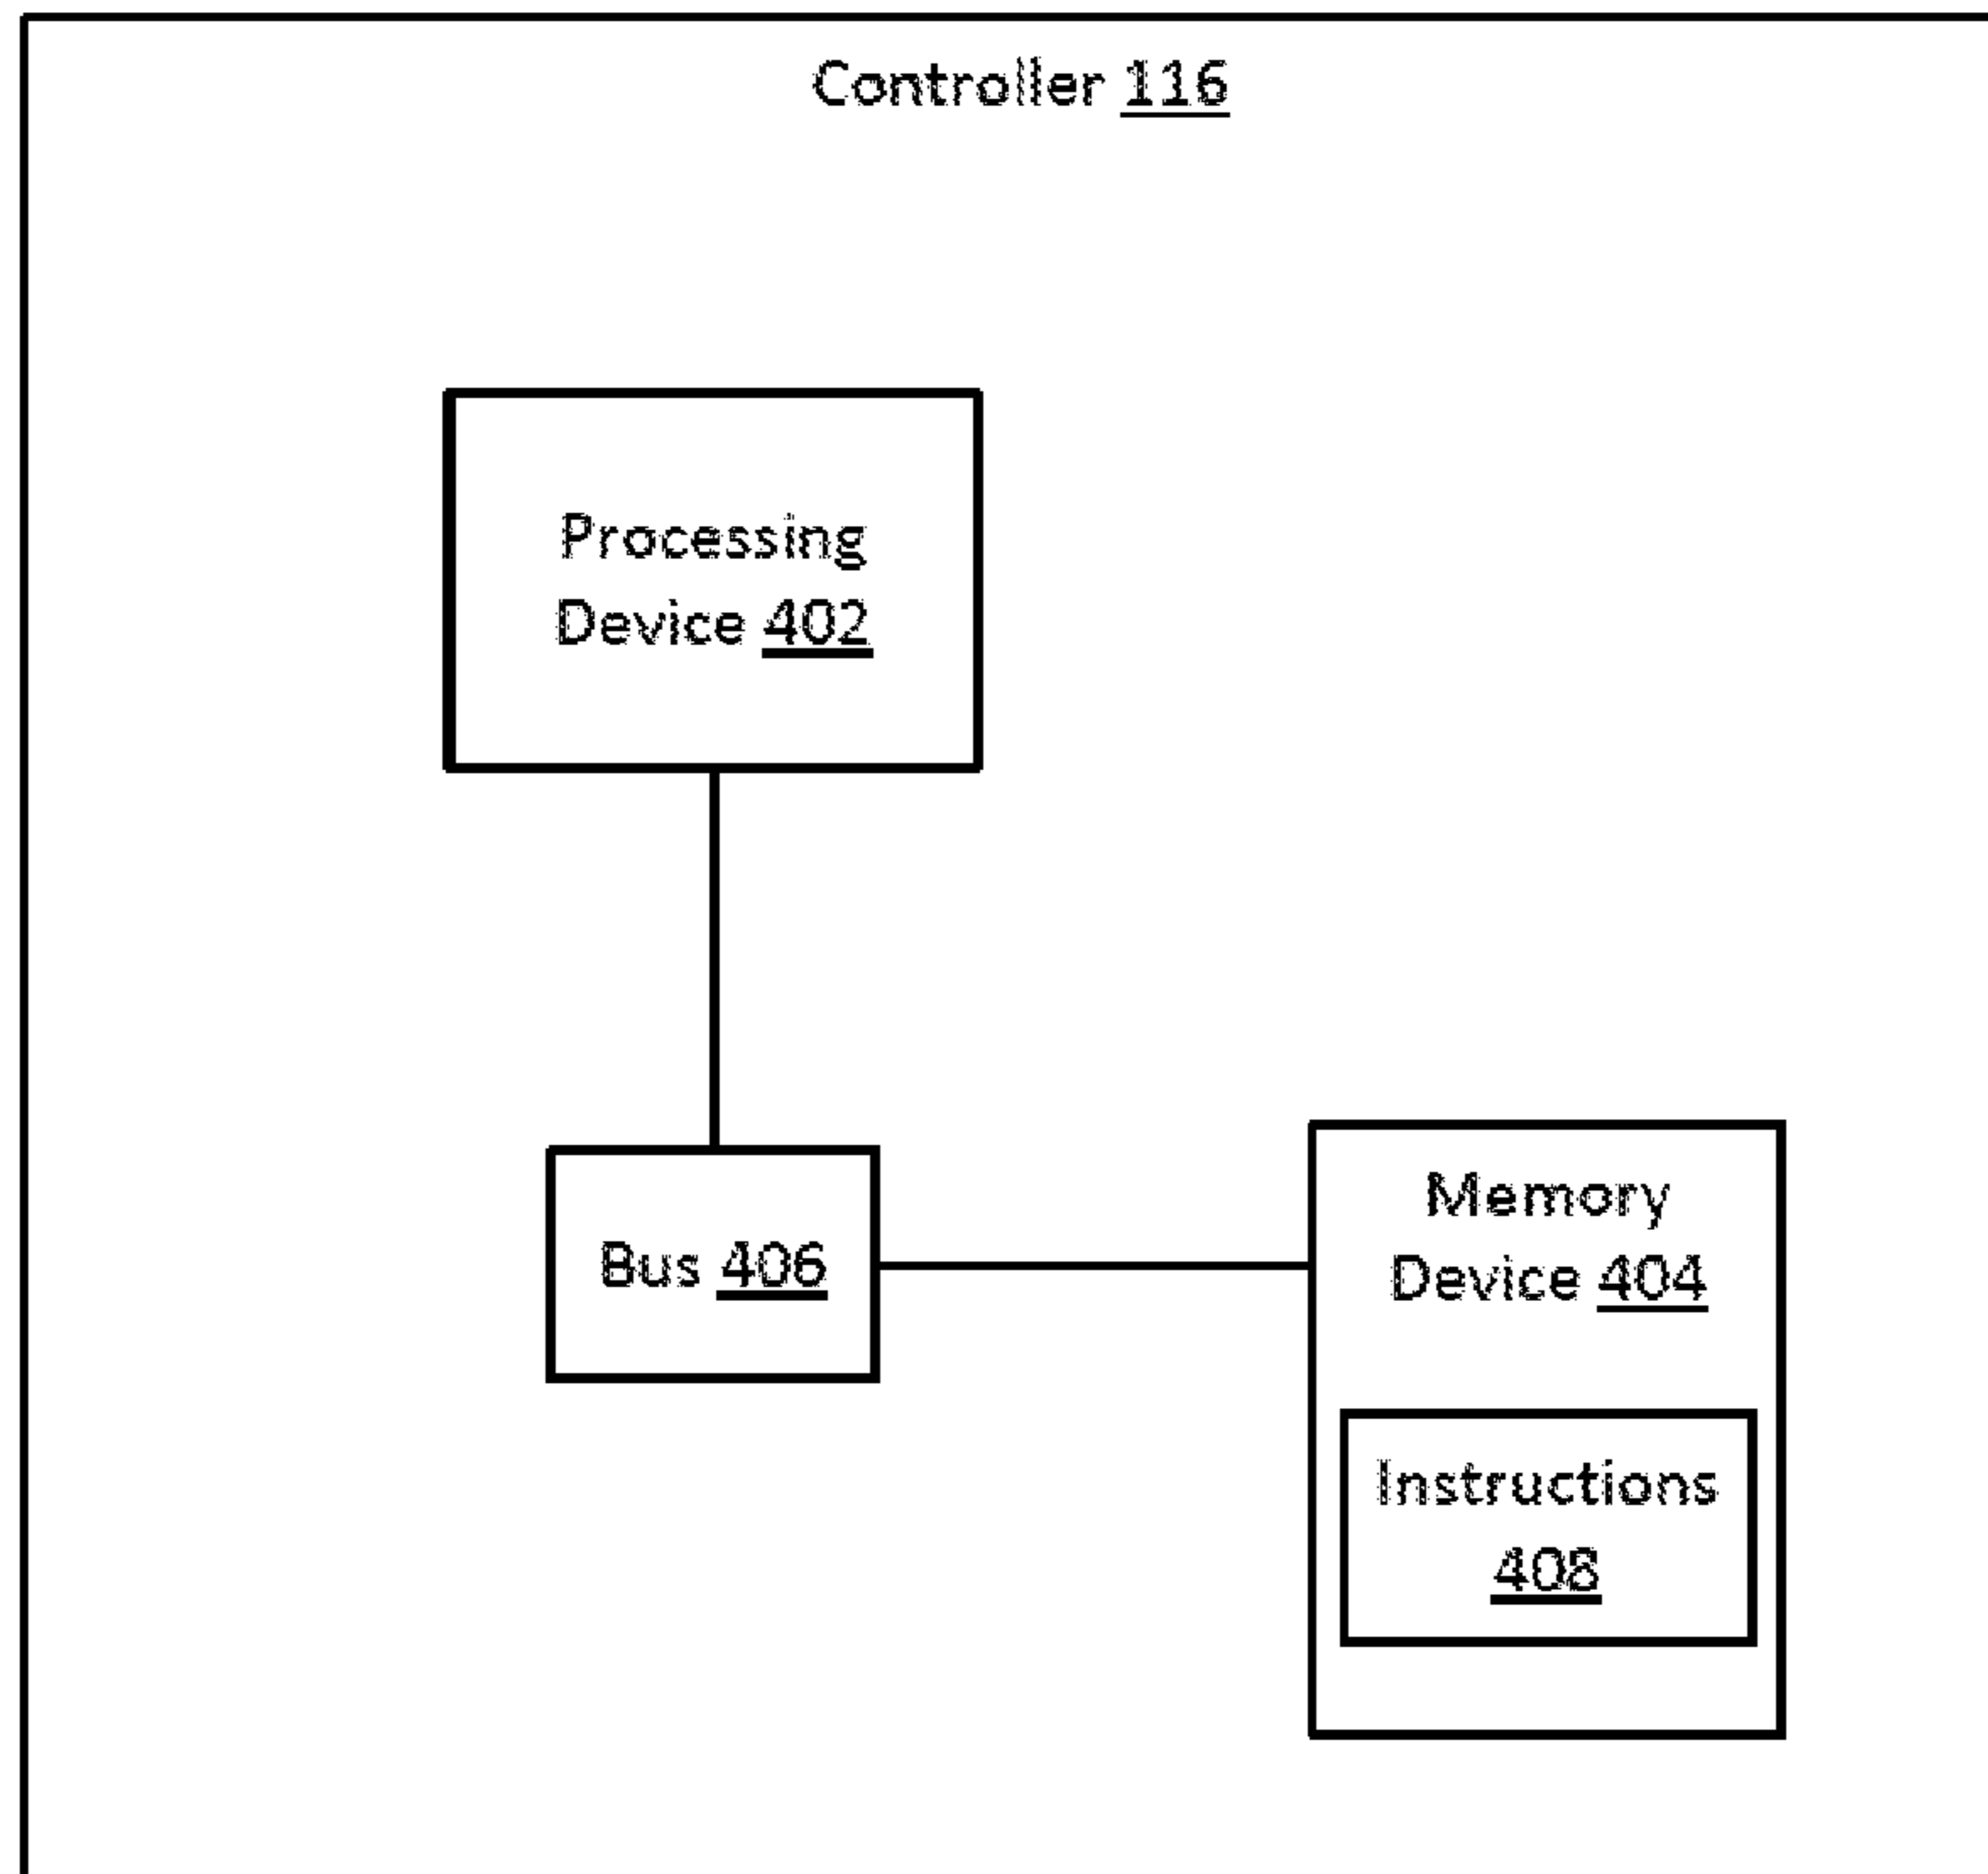 Controller 116
Processing
Device 402
Bus 406
Memory
Device 404
Instructions
408